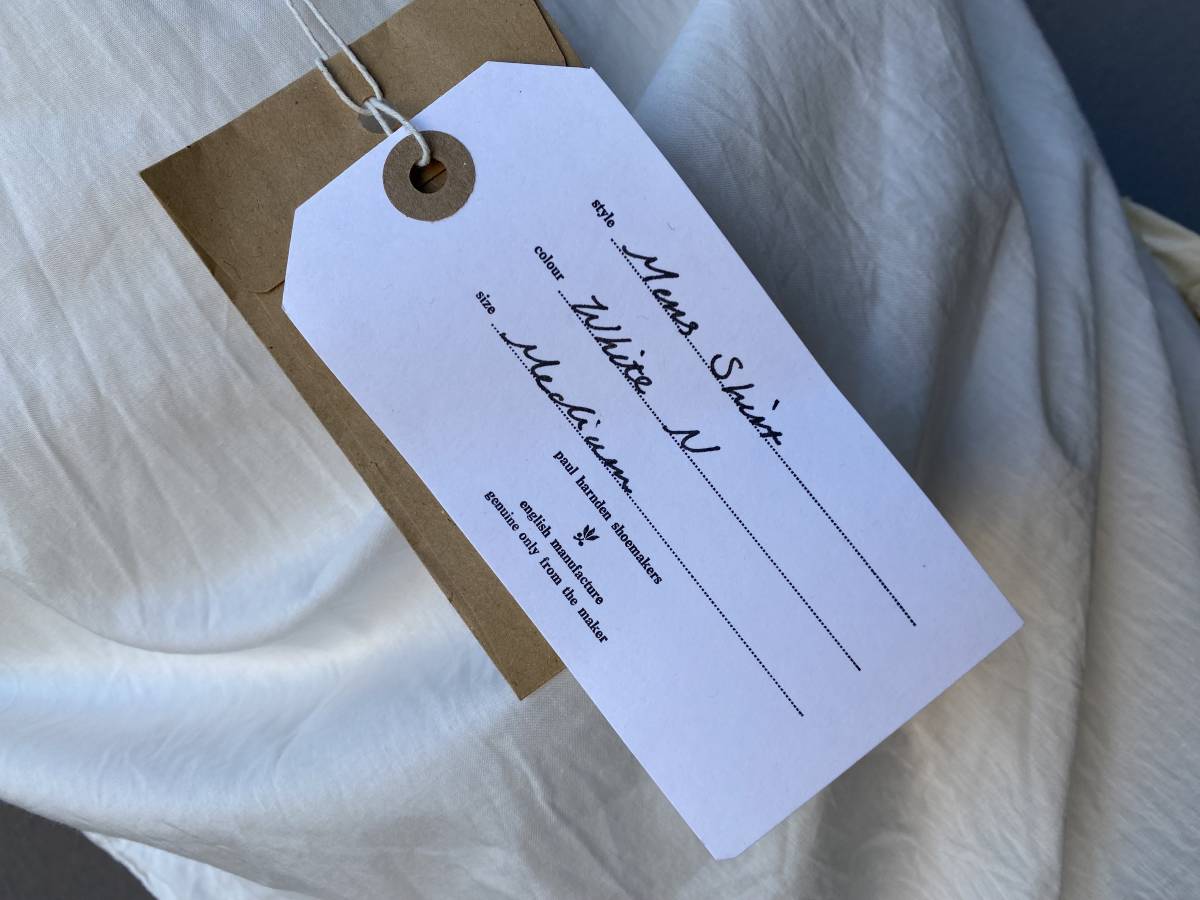 style Mens Shirt
colour White N
size Medium
paul harnden shoemakers
english manufacture
genuine only from the maker